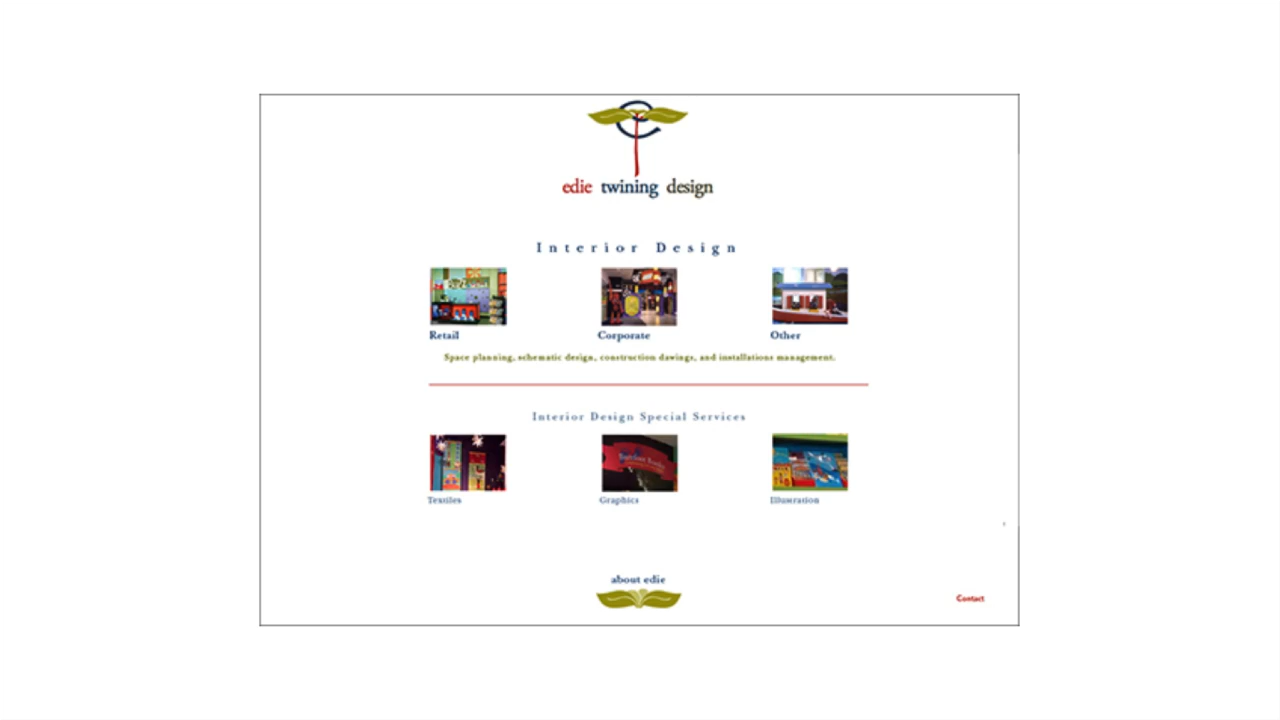 edie twining design
Interior Design
Retail
Corporate
Other
Space planning, schematic design, construction dawings, and installations management.
Interior Design Special Services
Textiles
Graphics
Illustration
about edie
Contact